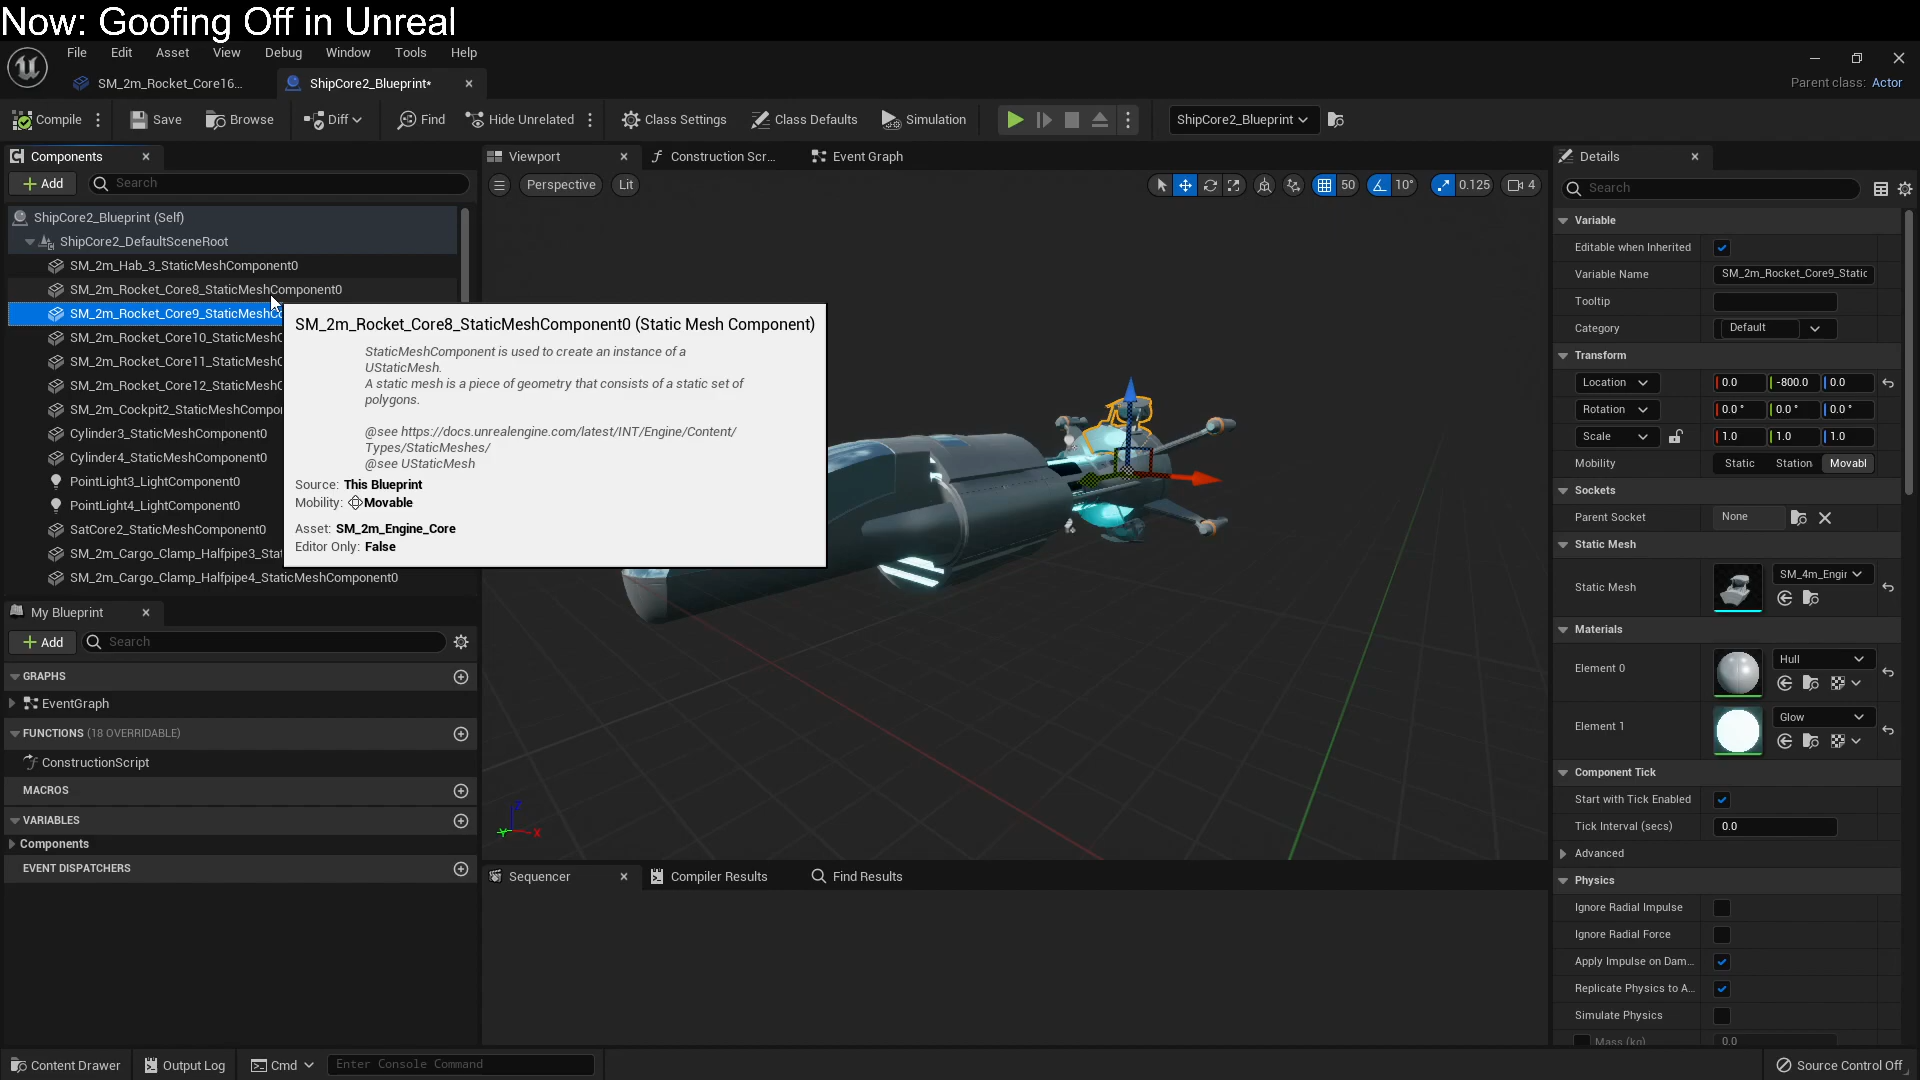 Now: Goofing Off in Unreal
File Edit Asset View Debug Window Tools Help
SM_2m_Rocket_Core16... ShipCore2_Blueprint*
Parent class: Actor
Compile Save Browse Diff Find Hide Unrelated Class Settings Class Defaults Simulation ShipCore2_Blueprint
Components Viewport Construction Scr... Event Graph Details
Add Search Perspective Lit 50 10° 0.125 4 Search
ShipCore2_Blueprint (Self)
ShipCore2_DefaultSceneRoot
SM_2m_Hab_3_StaticMeshComponent0
SM_2m_Rocket_Core8_StaticMeshComponent0
SM_2m_Rocket_Core9_StaticMeshCo
SM_2m_Rocket_Core10_StaticMeshC
SM_2m_Rocket_Core11_StaticMeshC
SM_2m_Rocket_Core12_StaticMeshC
SM_2m_Cockpit2_StaticMeshCompon
Cylinder3_StaticMeshComponent0
Cylinder4_StaticMeshComponent0
PointLight3_LightComponent0
PointLight4_LightComponent0
SatCore2_StaticMeshComponent0
SM_2m_Cargo_Clamp_Halfpipe3_Stat
SM_2m_Cargo_Clamp_Halfpipe4_StaticMeshComponent0
SM_2m_Rocket_Core8_StaticMeshComponent0 (Static Mesh Component)
StaticMeshComponent is used to create an instance of a
UStaticMesh.
A static mesh is a piece of geometry that consists of a static set of
polygons.
@see https://docs.unrealengine.com/latest/INT/Engine/Content/
Types/StaticMeshes/
@see UStaticMesh
Source: This Blueprint
Mobility: Movable
Asset: SM_2m_Engine_Core
Editor Only: False
My Blueprint
Add Search
GRAPHS
EventGraph
FUNCTIONS (18 OVERRIDABLE)
ConstructionScript
MACROS
VARIABLES
Components
EVENT DISPATCHERS
Z
Y X
Sequencer Compiler Results Find Results
Variable
Editable when Inherited
Variable Name SM_2m_Rocket_Core9_Static
Tooltip
Category Default
Transform
Location 0.0 -800.0 0.0
Rotation 0.0 ° 0.0 ° 0.0 °
Scale 1.0 1.0 1.0
Mobility Static Station Movabl
Sockets
Parent Socket None
Static Mesh
Static Mesh SM_4m_Engir
Materials
Element 0 Hull
Element 1 Glow
Component Tick
Start with Tick Enabled
Tick Interval (secs) 0.0
Advanced
Physics
Ignore Radial Impulse
Ignore Radial Force
Apply Impulse on Dam...
Replicate Physics to A...
Simulate Physics
Mass (kg) 0.0
Content Drawer Output Log Cmd Enter Console Command Source Control Off